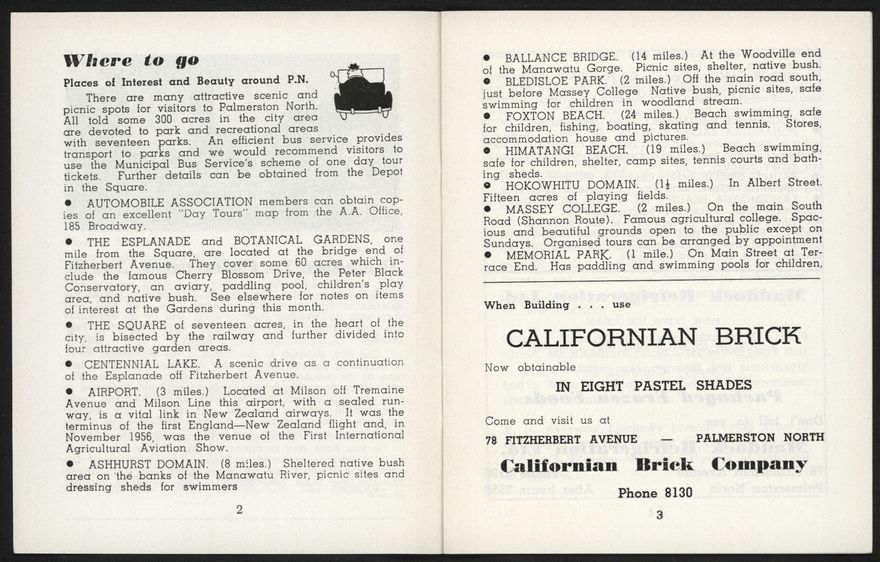 Where to go
Places of Interest and Beauty around P.N.
There are many attractive scenic and
picnic spots for visitors to Palmerston North.
All told some 300 acres in the city area
are devoted to park and recreational areas
with seventeen parks. An efficient bus service provides
transport to parks and we would recommend visitors to
use the Municipal Bus Service's scheme of one day tour
tickets. Further details can be obtained from the Depot
in the Square.
● AUTOMOBILE ASSOCIATION members can obtain cop-
ies of an excellent "Day Tours" map from the A.A. Office,
185 Broadway.
● THE ESPLANADE and BOTANICAL GARDENS, one
mile from the Square, are located at the bridge end of
Fitzherbert Avenue. They cover some 60 acres which in-
clude the famous Cherry Blossom Drive, the Peter Black
Conservatory, an aviary, paddling pool, children's play
area, and native bush. See elsewhere for notes on items
of interest at the Gardens during this month.
● THE SQUARE of seventeen acres, in the heart of the
city, is bisected by the railway and further divided into
four attractive garden areas.
● CENTENNIAL LAKE. A scenic drive as a continuation
of the Esplanade off Fitzherbert Avenue.
● AIRPORT. (3 miles.) Located at Milson off Tremaine
Avenue and Milson Line this airport, with a sealed run-
way, is a vital link in New Zealand airways. It was the
terminus of the first England—New Zealand flight and, in
November 1956, was the venue of the First International
Agricultural Aviation Show.
● ASHHURST DOMAIN. (8 miles.) Sheltered native bush
area on the banks of the Manawatu River, picnic sites and
dressing sheds for swimmers
2
● BALLANCE BRIDGE. (14 miles.) At the Woodville end
of the Manawatu Gorge. Picnic sites, shelter, native bush.
● BLEDISLOE PARK (2 miles.) Off the main road south,
just before Massey College Native bush, picnic sites, safe
swimming for children in woodland stream.
● FOXTON BEACH. (24 miles.) Beach swimming, safe
for children, fishing, boating, skating and tennis. Stores,
accommodation house and pictures.
● HIMATANGI BEACH. (19 miles.) Beach swimming,
safe for children, shelter, camp sites, tennis courts and bath-
ing sheds.
● HOKOWHITU DOMAIN. (1½ miles.) In Albert Street.
Fifteen acres of playing fields.
● MASSEY COLLEGE. (2 miles.) On the main South
Road (Shannon Route). Famous agricultural college. Spac-
ious and beautiful grounds open to the public except on
Sundays. Organised tours can be arranged by appointment
● MEMORIAL PARK. (1 mile.) On Main Street at Ter-
race End. Has paddling and swimming pools for children,
When Building . . . use
CALIFORNIAN BRICK
Now obtainable
IN EIGHT PASTEL SHADES
Come and visit us at
78 FITZHERBERT AVENUE — PALMERSTON NORTH
Californian Brick Company
Phone 8130
3